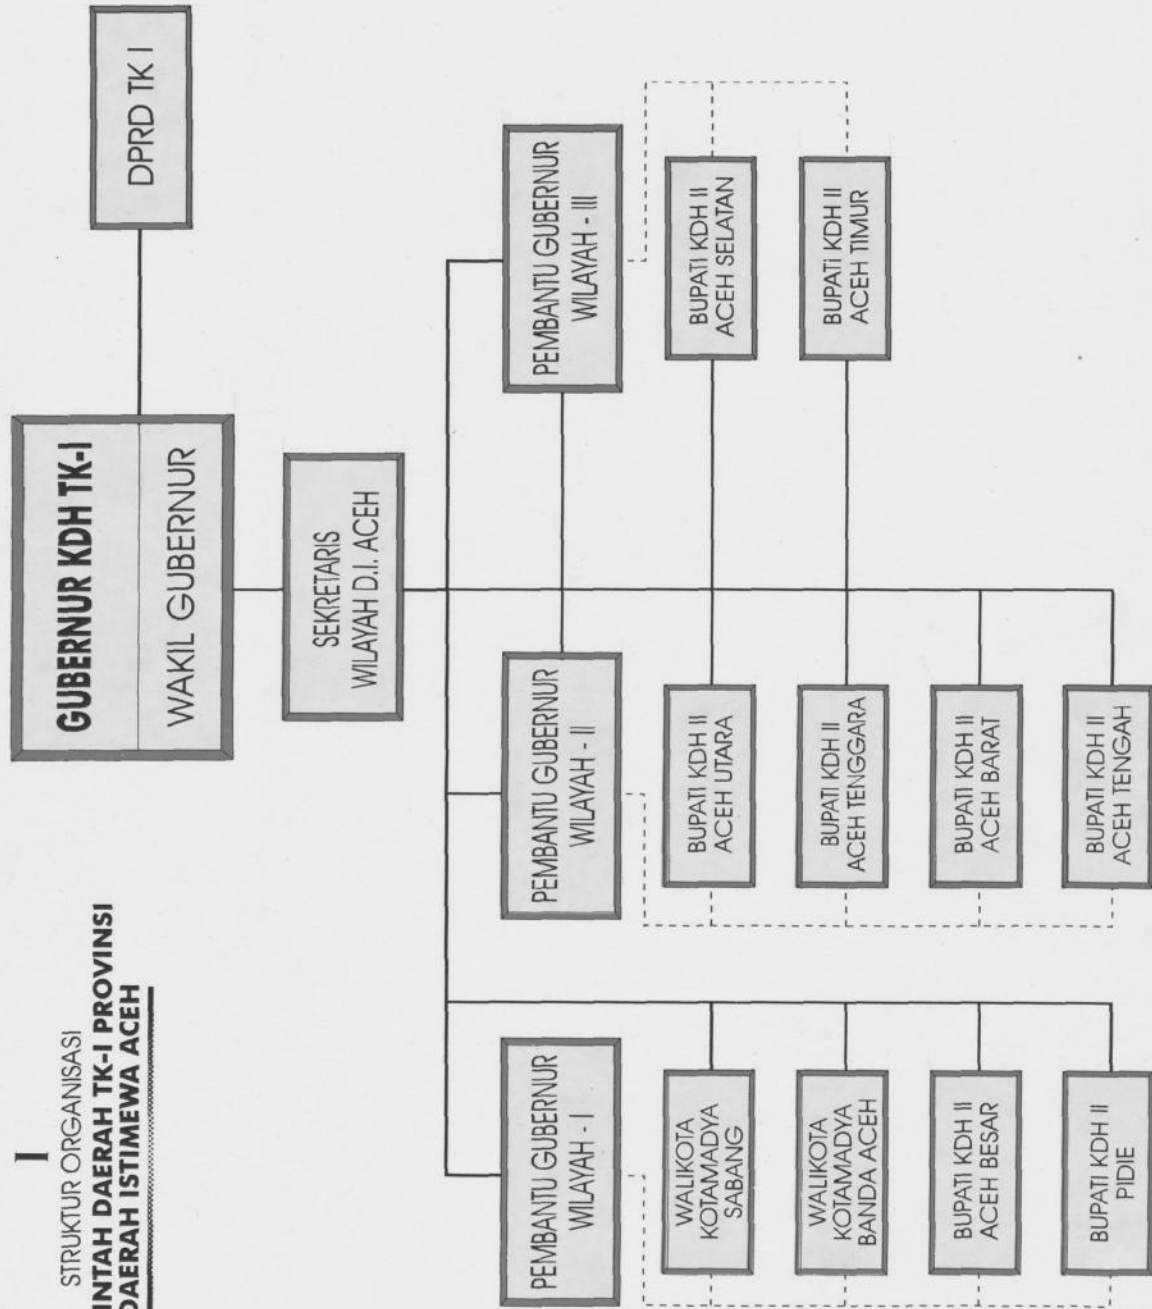 I
STRUKTUR ORGANISASI
INTAH DAERAH TK-I PROVINSI
DAERAH ISTIMEWA ACEH
GUBERNUR KDH TK-I
WAKIL GUBERNUR
DPRD TK I
SEKRETARIS
WILAYAH D.I. ACEH
PEMBANTU GUBERNUR
WILAYAH - I
PEMBANTU GUBERNUR
WILAYAH - II
PEMBANTU GUBERNUR
WILAYAH - III
WALIKOTA
KOTAMADYA
SABANG
WALIKOTA
KOTAMADYA
BANDA ACEH
BUPATI KDH II
ACEH BESAR
BUPATI KDH II
PIDIE
BUPATI KDH II
ACEH UTARA
BUPATI KDH II
ACEH TENGGARA
BUPATI KDH II
ACEH BARAT
BUPATI KDH II
ACEH TENGAH
BUPATI KDH II
ACEH SELATAN
BUPATi KDH II
ACEH TIMUR